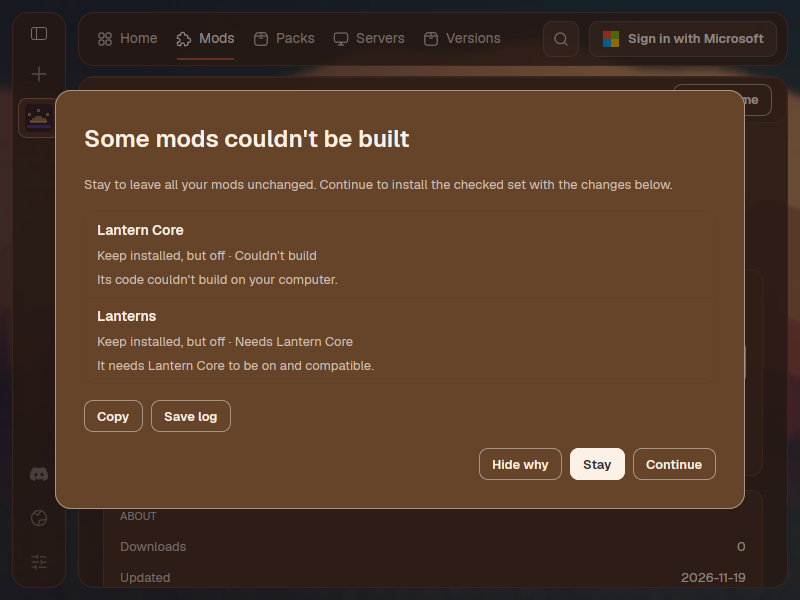 Home
Mods
Packs
Servers
Versions
Sign in with Microsoft
me
Some mods couldn't be built
Stay to leave all your mods unchanged. Continue to install the checked set with the changes below.
Lantern Core
Keep installed, but off · Couldn't build
Its code couldn't build on your computer.
Lanterns
Keep installed, but off · Needs Lantern Core
It needs Lantern Core to be on and compatible.
Copy
Save log
Hide why
Stay
Continue
ABOUT
Downloads
0
Updated
2026-11-19